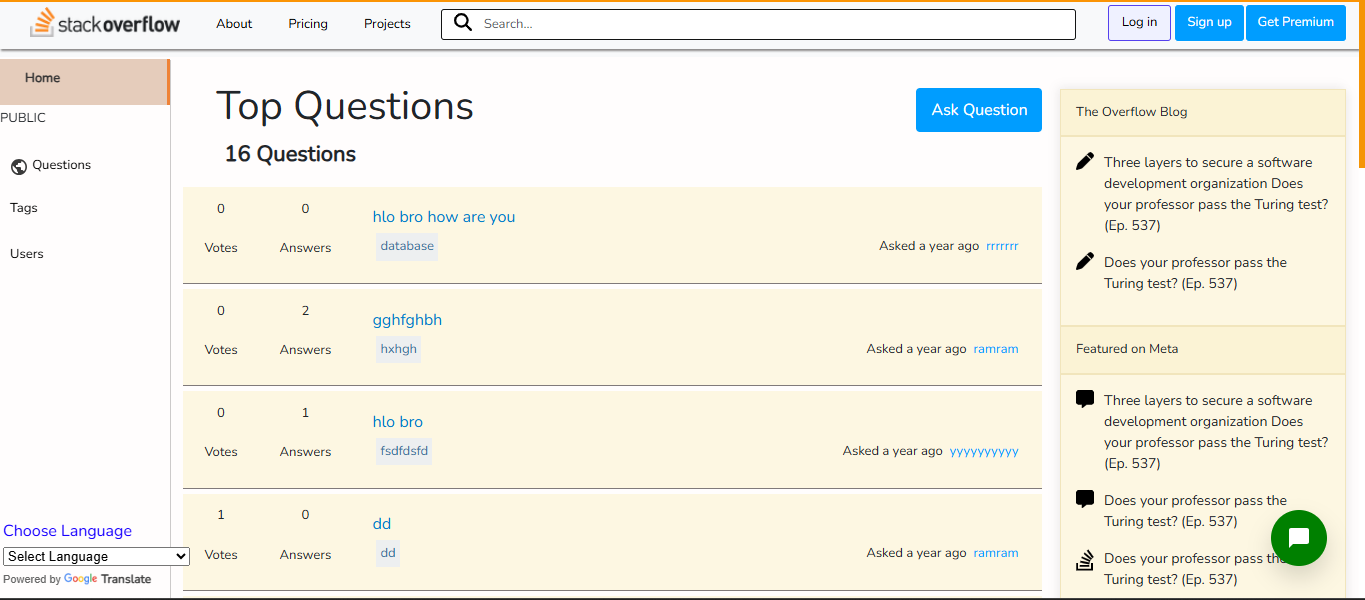 stackoverflow About Pricing Projects Search... Log in Sign up Get Premium
Home
PUBLIC
Questions
Tags
Users
Choose Language
Select Language
Powered by Google Translate
Top Questions
Ask Question
16 Questions
0 0 hlo bro how are you
Votes Answers database Asked a year ago rrrrrrr
0 2 gghfghbh
Votes Answers hxhgh Asked a year ago ramram
0 1 hlo bro
Votes Answers fsdfdsfd Asked a year ago yyyyyyyyyy
1 0 dd
Votes Answers dd Asked a year ago ramram
The Overflow Blog
Three layers to secure a software
development organization Does
your professor pass the Turing test?
(Ep. 537)
Does your professor pass the
Turing test? (Ep. 537)
Featured on Meta
Three layers to secure a software
development organization Does
your professor pass the Turing test?
(Ep. 537)
Does your professor pass the
Turing test? (Ep. 537)
Does your professor pass the
Turing test? (Ep. 537)